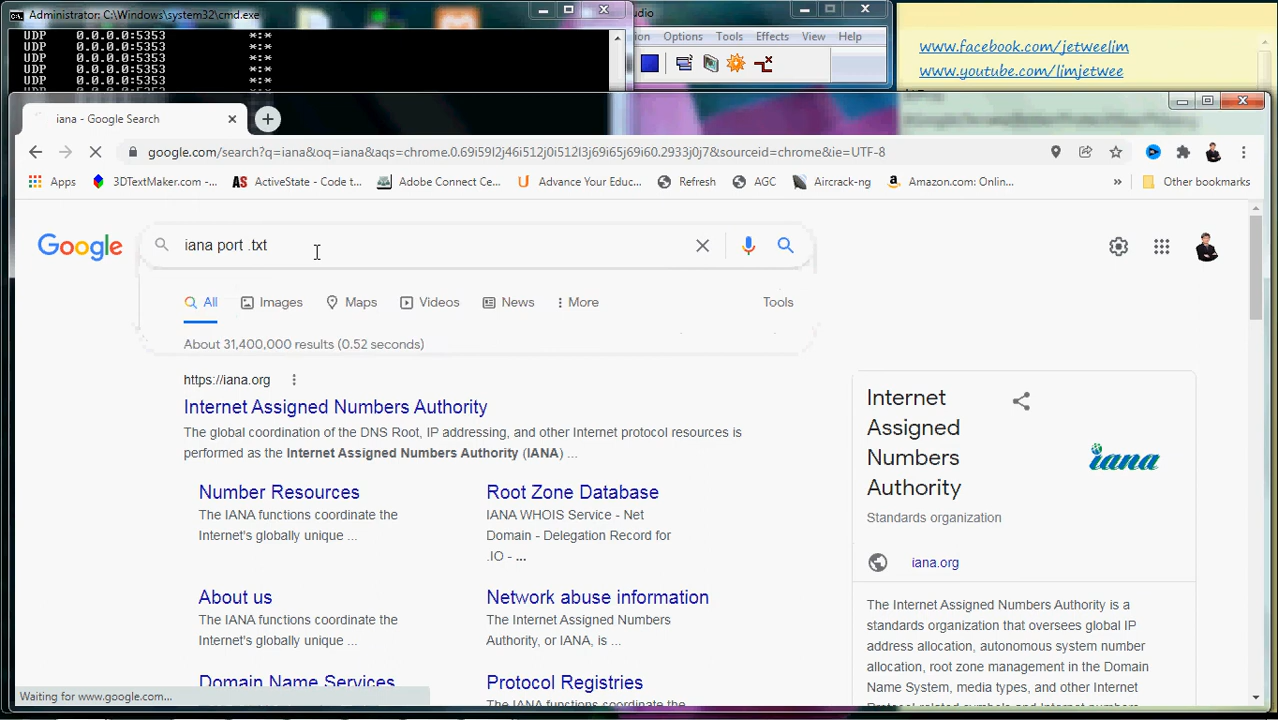 Administrator: C:\Windows\system32\cmd.exe
UDP 0.0.0.0:5353 *:*
UDP 0.0.0.0:5353 *:*
UDP 0.0.0.0:5353 *:*
UDP 0.0.0.0:5353 *:*
UDP 0.0.0.0:5353 *:*
Options Tools Effects View Help
www.facebook.com/jetweelim
www.youtube.com/limjetwee
iana - Google Search
google.com/search?q=iana&oq=iana&aqs=chrome.0.69i59l2j46i512j0i512l3j69i65j69i60.2933j0j7&sourceid=chrome&ie=UTF-8
Apps 3DTextMaker.com -... ActiveState - Code t... Adobe Connect Ce... Advance Your Educ... Refresh AGC Aircrack-ng Amazon.com: Onlin... » Other bookmarks
Google
iana port .txt
All Images Maps Videos News More Tools
About 31,400,000 results (0.52 seconds)
https://iana.org
Internet Assigned Numbers Authority
The global coordination of the DNS Root, IP addressing, and other Internet protocol resources is
performed as the Internet Assigned Numbers Authority (IANA) ...
Number Resources
The IANA functions coordinate the
Internet's globally unique ...
Root Zone Database
IANA WHOIS Service - Net
Domain - Delegation Record for
.IO - ...
About us
The IANA functions coordinate the
Internet's globally unique ...
Network abuse information
The Internet Assigned Numbers
Authority, or IANA, is ...
Domain Name Services
Protocol Registries
Internet
Assigned
Numbers
Authority
iana
Standards organization
iana.org
The Internet Assigned Numbers Authority is a
standards organization that oversees global IP
address allocation, autonomous system number
allocation, root zone management in the Domain
Name System, media types, and other Internet
Protocol-related symbols and Internet numbers
Waiting for www.google.com...